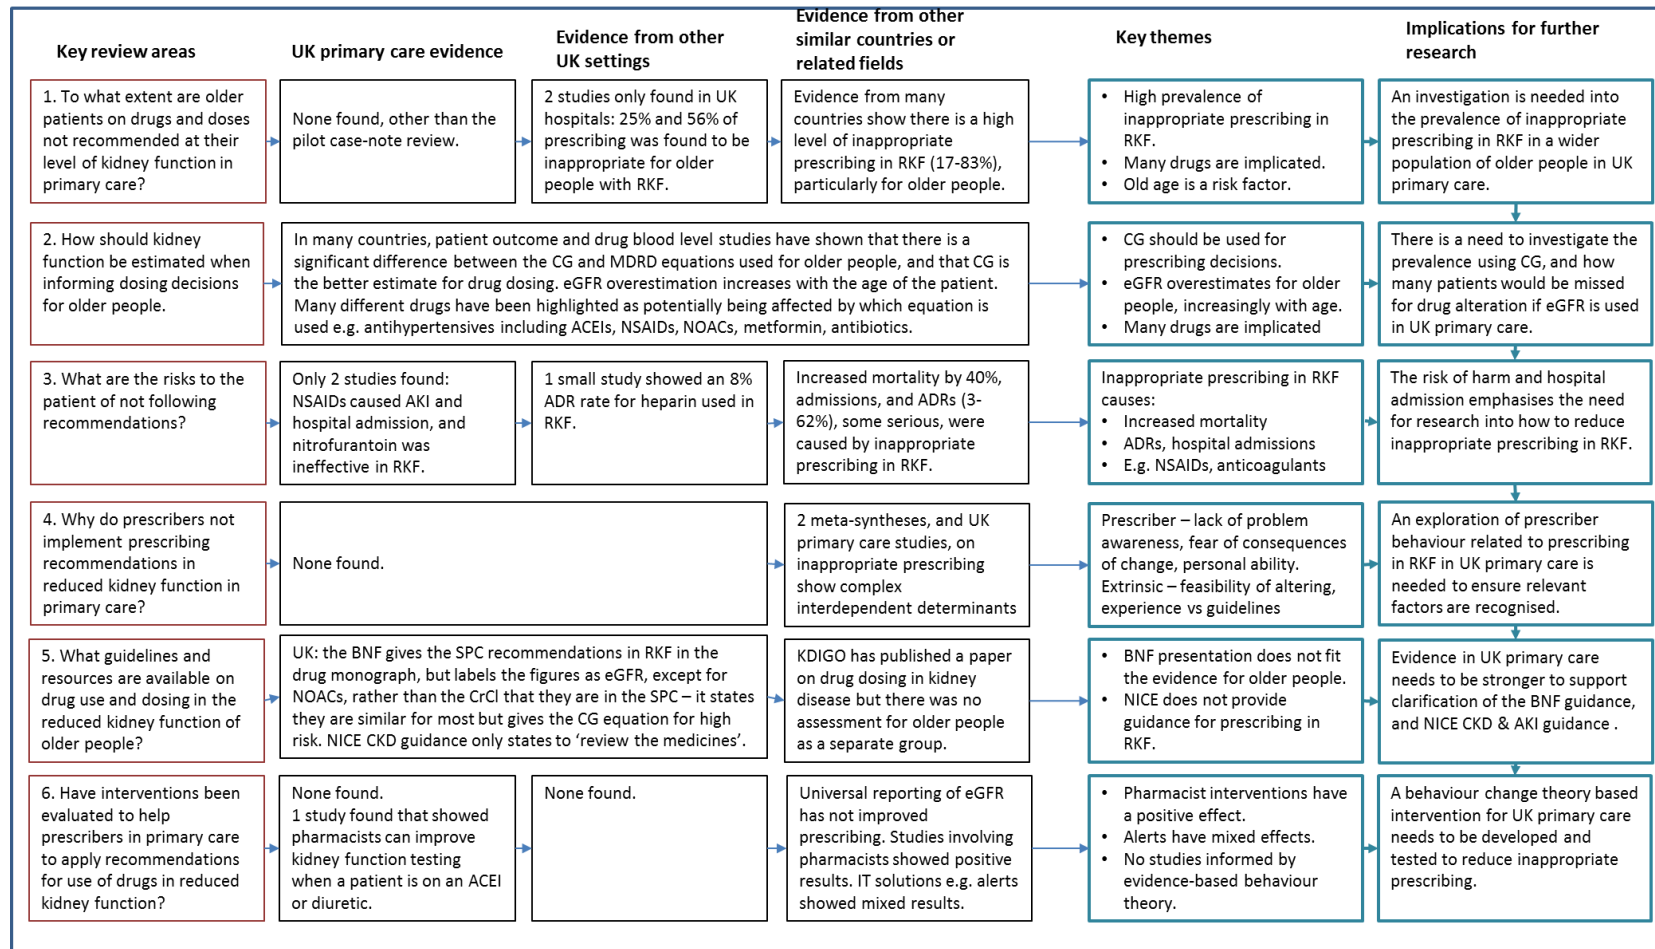 Key review areas
UK primary care evidence
Evidence from other
UK settings
Evidence from other
similar countries or
related fields
Key themes
Implications for further
research
1. To what extent are older
patients on drugs and doses
not recommended at their
level of kidney function in
primary care?
None found, other than the
pilot case-note review.
2 studies only found in UK
hospitals: 25% and 56% of
prescribing was found to be
inappropriate for older
people with RKF.
Evidence from many
countries show there is a high
level of inappropriate
prescribing in RKF (17-83%),
particularly for older people.
• High prevalence of
inappropriate prescribing in
RKF.
• Many drugs are implicated.
• Old age is a risk factor.
An investigation is needed into
the prevalence of inappropriate
prescribing in RKF in a wider
population of older people in UK
primary care.
2. How should kidney
function be estimated when
informing dosing decisions
for older people.
In many countries, patient outcome and drug blood level studies have shown that there is a
significant difference between the CG and MDRD equations used for older people, and that CG is
the better estimate for drug dosing. eGFR overestimation increases with the age of the patient.
Many different drugs have been highlighted as potentially being affected by which equation is
used e.g. antihypertensives including ACEIs, NSAIDs, NOACs, metformin, antibiotics.
• CG should be used for
prescribing decisions.
• eGFR overestimates for older
people, increasingly with age.
• Many drugs are implicated
There is a need to investigate the
prevalence using CG, and how
many patients would be missed
for drug alteration if eGFR is used
in UK primary care.
3. What are the risks to the
patient of not following
recommendations?
Only 2 studies found:
NSAIDs caused AKI and
hospital admission, and
nitrofurantoin was
ineffective in RKF.
1 small study showed an 8%
ADR rate for heparin used in
RKF.
Increased mortality by 40%,
admissions, and ADRs (3-
62%), some serious, were
caused by inappropriate
prescribing in RKF.
Inappropriate prescribing in RKF
causes:
• Increased mortality
• ADRs, hospital admissions
• E.g. NSAIDs, anticoagulants
The risk of harm and hospital
admission emphasises the need
for research into how to reduce
inappropriate prescribing in RKF.
4. Why do prescribers not
implement prescribing
recommendations in
reduced kidney function in
primary care?
None found.
2 meta-syntheses, and UK
primary care studies, on
inappropriate prescribing
show complex
interdependent determinants
Prescriber – lack of problem
awareness, fear of consequences
of change, personal ability.
Extrinsic – feasibility of altering,
experience vs guidelines
An exploration of prescriber
behaviour related to prescribing
in RKF in UK primary care is
needed to ensure relevant
factors are recognised.
5. What guidelines and
resources are available on
drug use and dosing in the
reduced kidney function of
older people?
UK: the BNF gives the SPC recommendations in RKF in the
drug monograph, but labels the figures as eGFR, except for
NOACs, rather than the CrCl that they are in the SPC – it states
they are similar for most but gives the CG equation for high
risk. NICE CKD guidance only states to ‘review the medicines’.
KDIGO has published a paper
on drug dosing in kidney
disease but there was no
assessment for older people
as a separate group.
• BNF presentation does not fit
the evidence for older people.
• NICE does not provide
guidance for prescribing in
RKF.
Evidence in UK primary care
needs to be stronger to support
clarification of the BNF guidance,
and NICE CKD & AKI guidance .
6. Have interventions been
evaluated to help
prescribers in primary care
to apply recommendations
for use of drugs in reduced
kidney function?
None found.
1 study found that showed
pharmacists can improve
kidney function testing
when a patient is on an ACEI
or diuretic.
None found.
Universal reporting of eGFR
has not improved
prescribing. Studies involving
pharmacists showed positive
results. IT solutions e.g. alerts
showed mixed results.
• Pharmacist interventions have
a positive effect.
• Alerts have mixed effects.
• No studies informed by
evidence-based behaviour
theory.
A behaviour change theory based
intervention for UK primary care
needs to be developed and
tested to reduce inappropriate
prescribing.